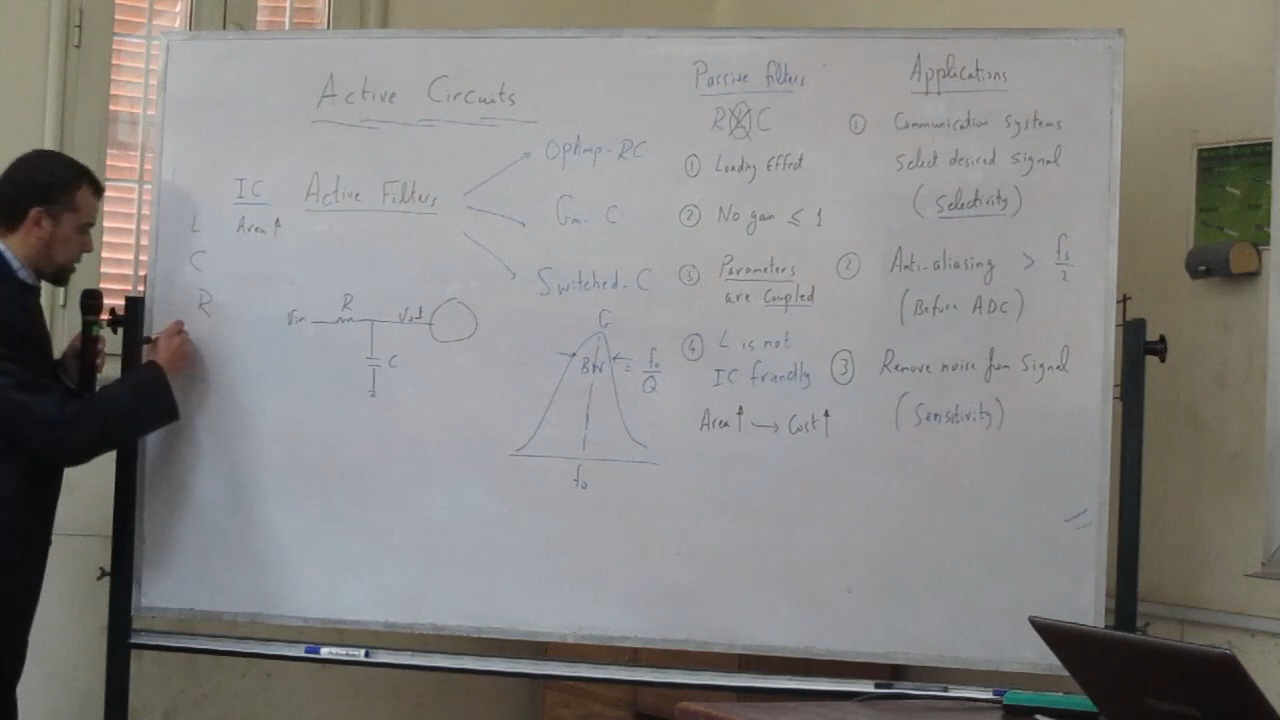 Active Circuits
IC Active Filters
Area ↑
L
C
R
OpAmp-RC
Gm-C
Switched-C
Vin R Vout
C
G
BW = f0/Q
f0
Passive filters
RLC
① Loading Effect
② No gain ≤ 1
③ Parameters
are Coupled
④ L is not
IC friendly
Area ↑ → Cost ↑
Applications
① Communication Systems
Select desired signal
(Selectivity)
② Anti-aliasing > fs/2
(Before ADC)
③ Remove noise from Signal
(Sensitivity)